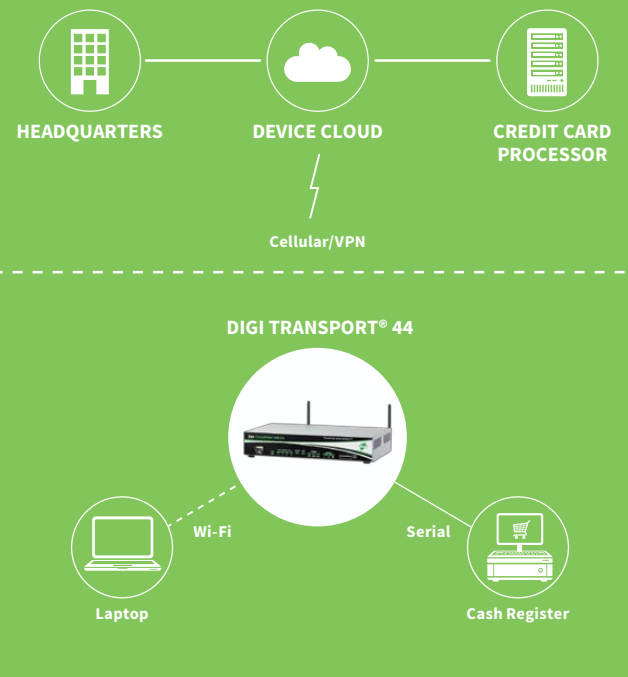 HEADQUARTERS
DEVICE CLOUD
CREDIT CARD
PROCESSOR
Cellular/VPN
DIGI TRANSPORT® 44
Wi-Fi
Serial
Laptop
Cash Register